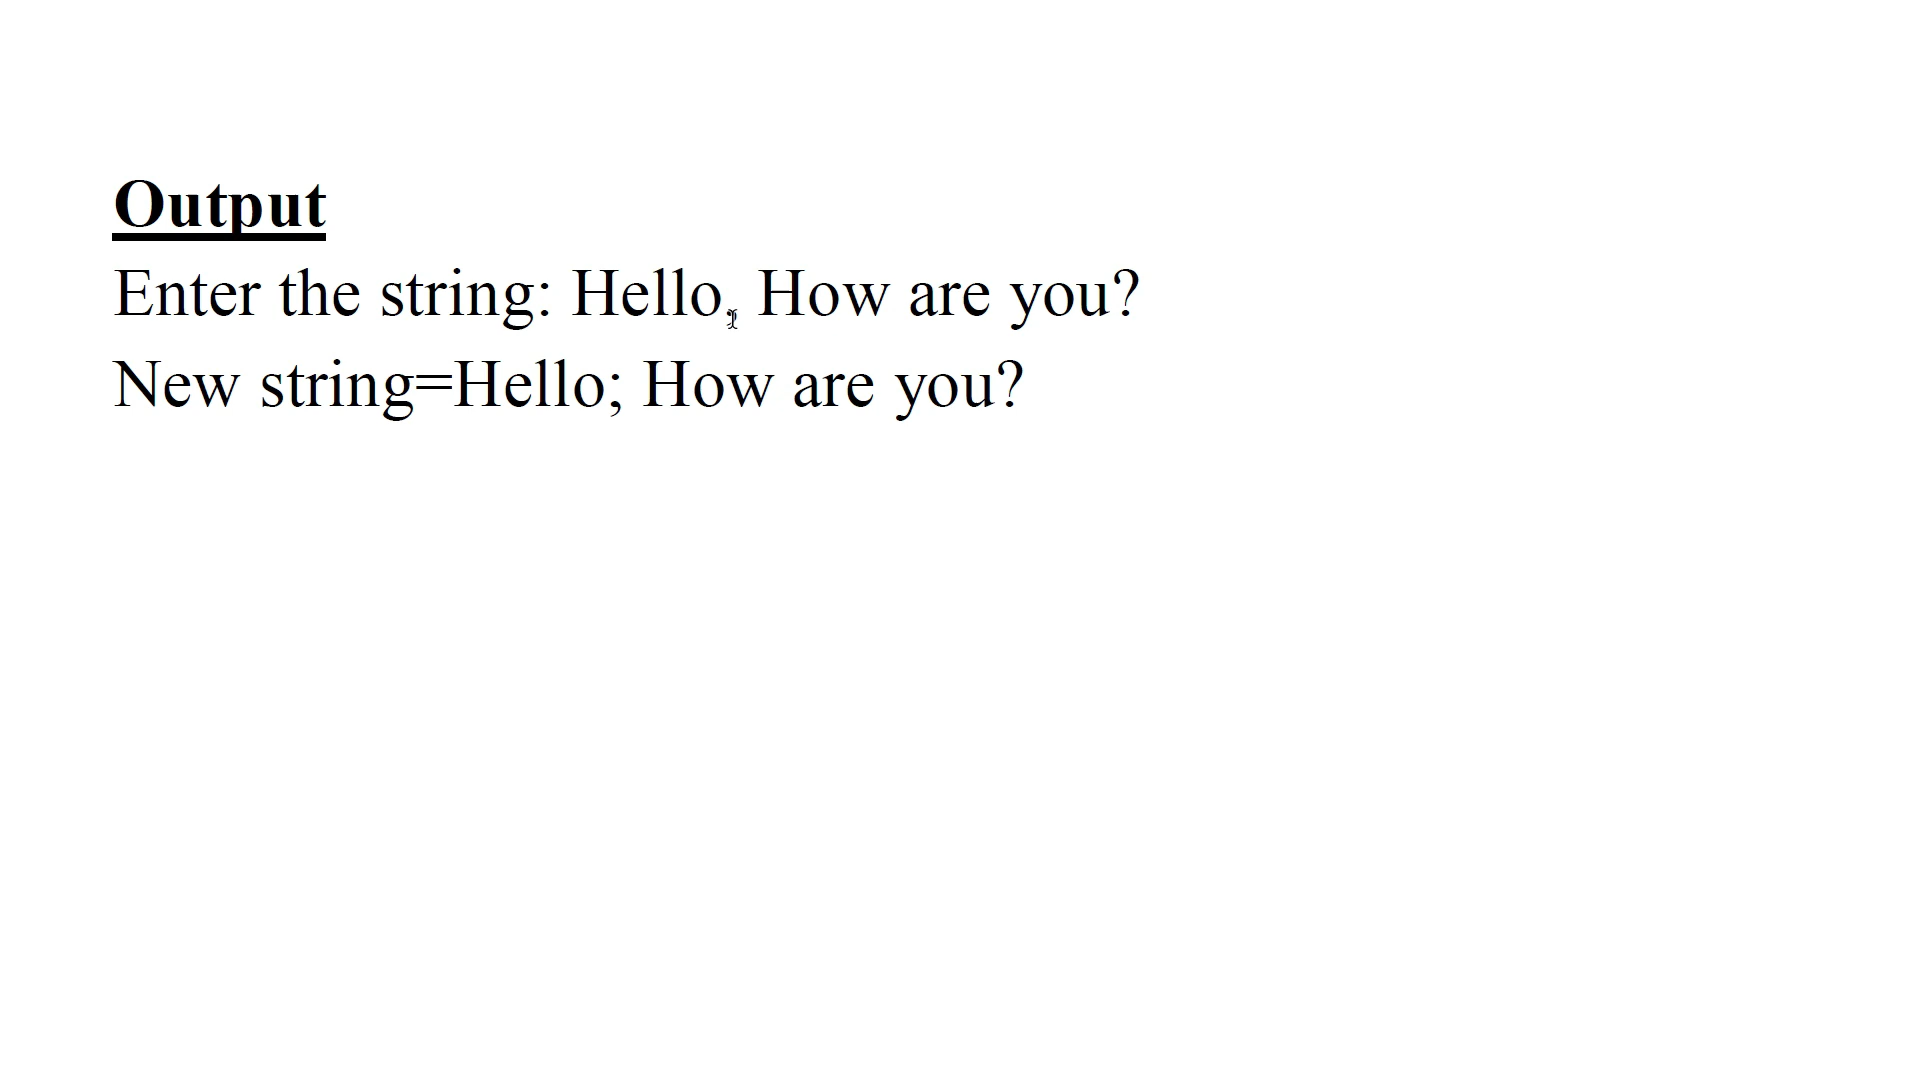 Output
Enter the string: Hello, How are you?
New string=Hello; How are you?